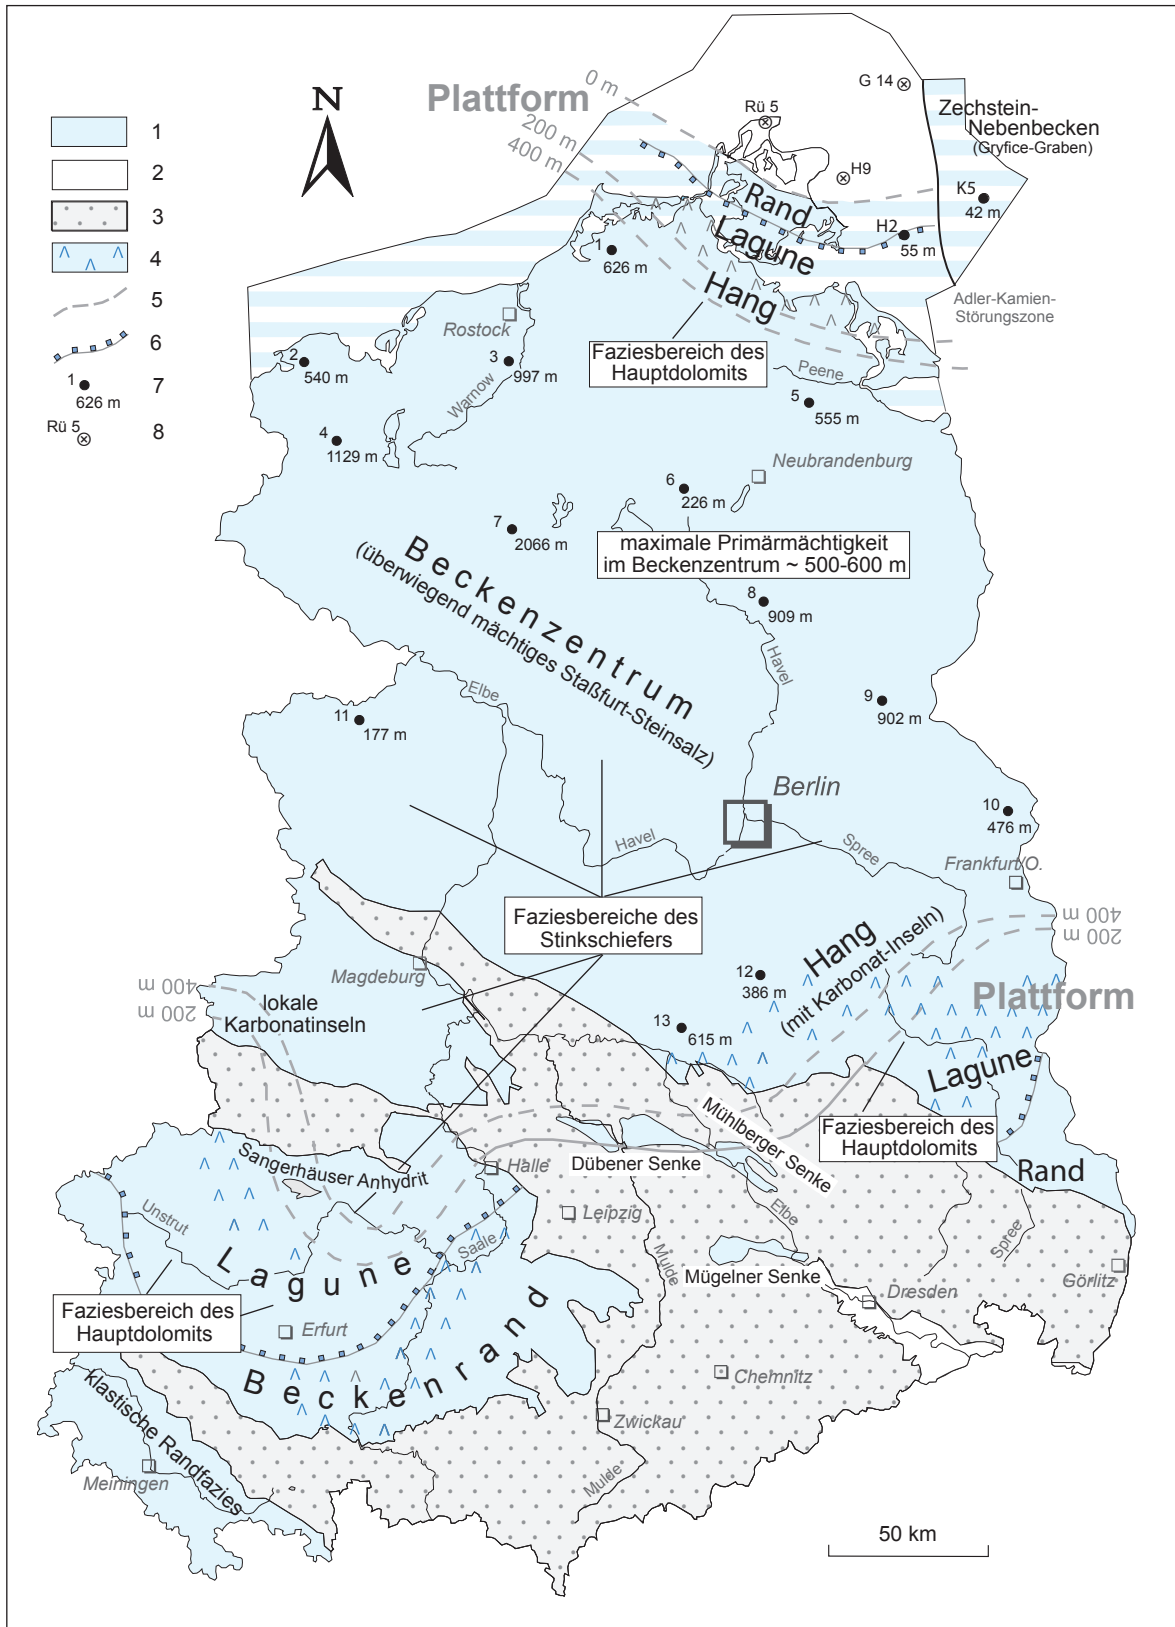 Plattform
0 m
200 m
400 m
N
G 14
Rü 5
H9
Zechstein-
Nebenbecken
(Gryfice-Graben)
K5
42 m
H2
55 m
Adler-Kamien-
Störungszone
1
2
3
4
5
6
1
626 m
7
Rü 5
8
Rand
Lagune
Hang
1
626 m
Rostock
Faziesbereich des
Hauptdolomits
2
540 m
3
997 m
Warnow
Peene
5
555 m
4
1129 m
Neubrandenburg
6
226 m
7
2066 m
maximale Primärmächtigkeit
im Beckenzentrum ~ 500-600 m
Beckenzentrum
(überwiegend mächtiges Staßfurt-Steinsalz)
8
909 m
Havel
Elbe
9
902 m
11
177 m
Berlin
10
476 m
Havel
Spree
Frankfurt/O.
Faziesbereiche des
Stinkschiefers
400 m
200 m
Hang
(mit Karbonat-Inseln)
Plattform
Magdeburg
12
386 m
400 m
200 m
lokale
Karbonatinseln
13
615 m
Lagune
Mühlberger Senke
Faziesbereich des
Hauptdolomits
Rand
Sangerhäuser Anhydrit
Halle
Dübener Senke
Unstrut
Leipzig
Elbe
Spree
Saale
Lagune
Mulde
Mügelner Senke
Görlitz
Dresden
Faziesbereich des
Hauptdolomits
Erfurt
Beckenrand
Chemnitz
Zwickau
klastische Randfazies
Meiningen
Mulde
50 km